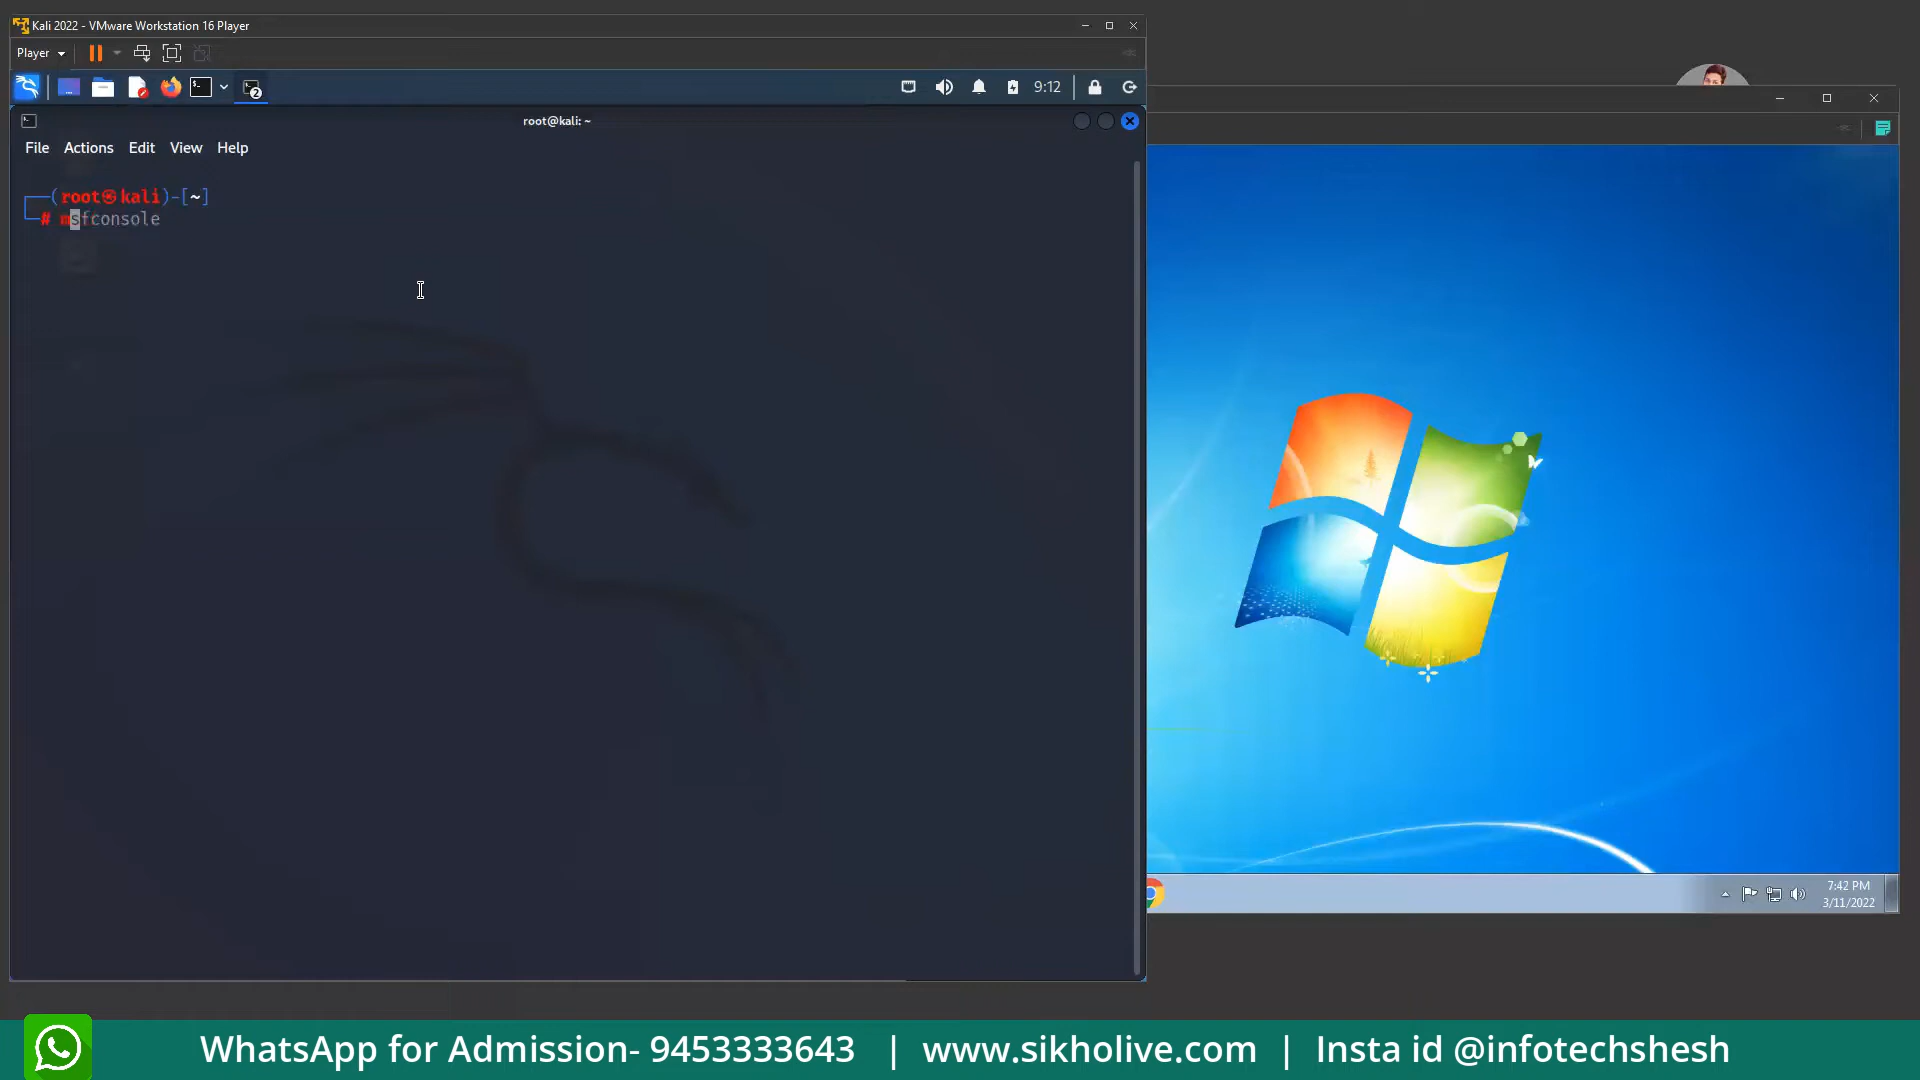 Kali 2022 - VMware Workstation 16 Player
Player
2
9:12
root@kali: ~
File Actions Edit View Help
(root㉿kali)-[~]
# msfconsole
7:42 PM
3/11/2022
WhatsApp for Admission- 9453333643 | www.sikholive.com | Insta id @infotechshesh